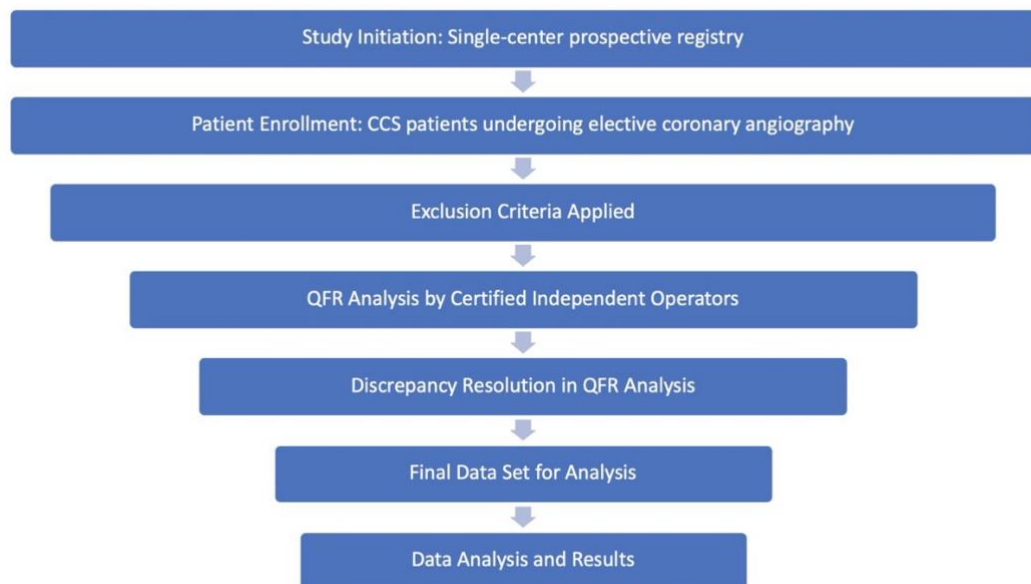 Study Initiation: Single-center prospective registry
Patient Enrollment: CCS patients undergoing elective coronary angiography
Exclusion Criteria Applied
QFR Analysis by Certified Independent Operators
Discrepancy Resolution in QFR Analysis
Final Data Set for Analysis
Data Analysis and Results